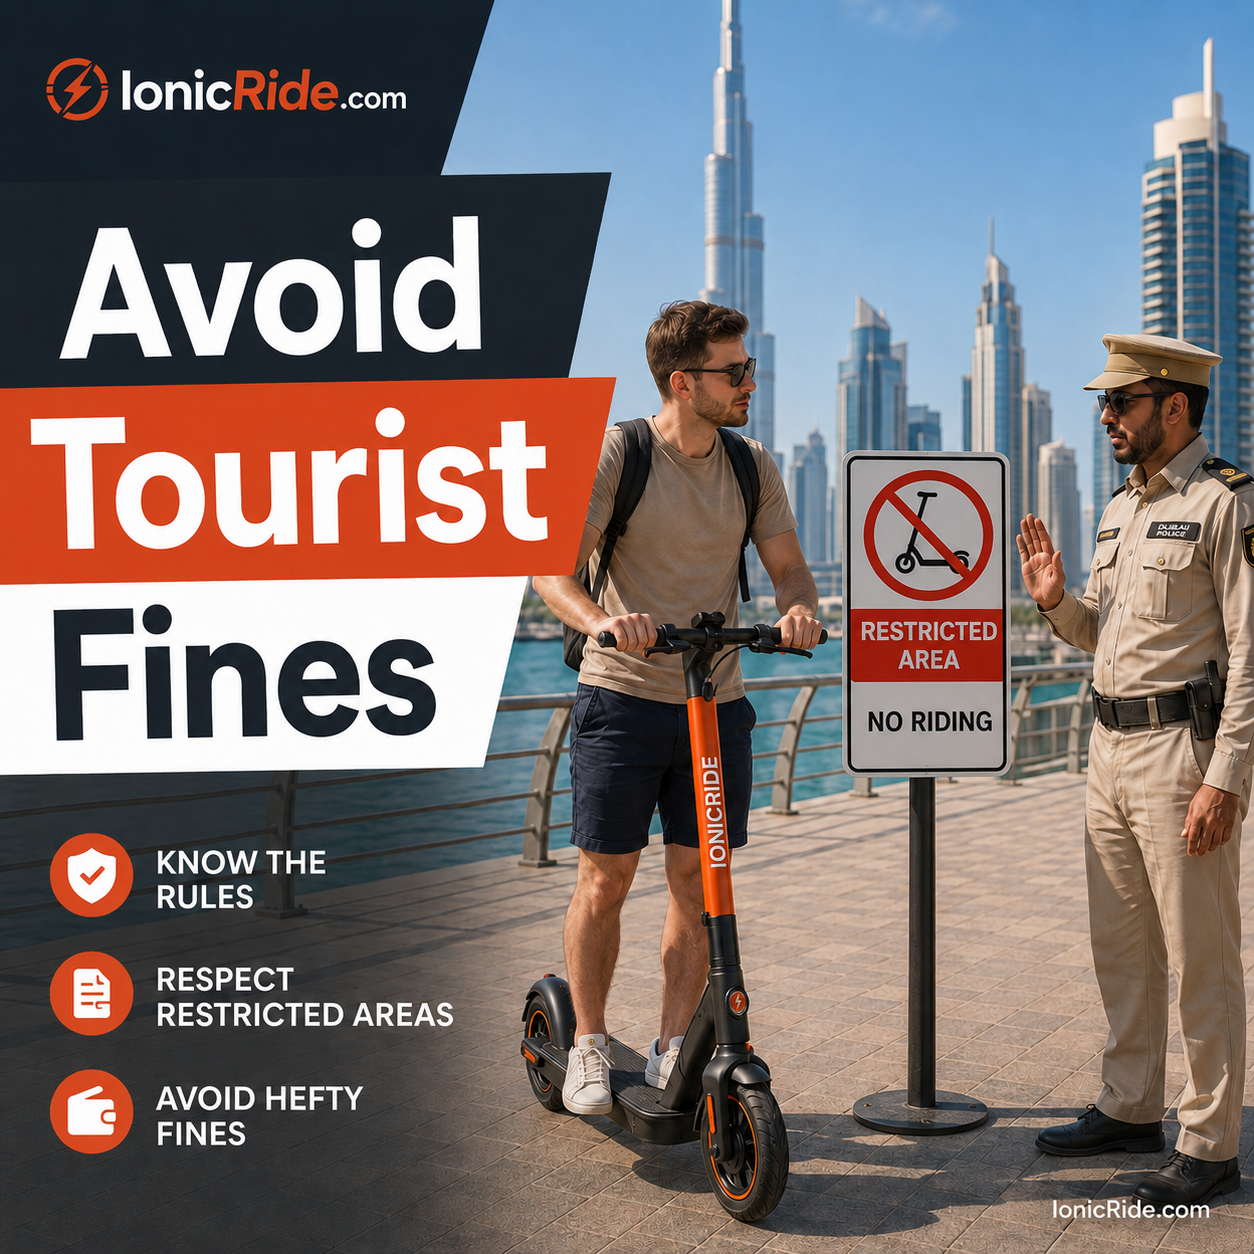 IonicRide.com
Avoid
Tourist
Fines
KNOW THE
RULES
RESPECT
RESTRICTED AREAS
AVOID HEFTY
FINES
IONICRIDE
RESTRICTED
AREA
NO RIDING
POLICE
IonicRide.com